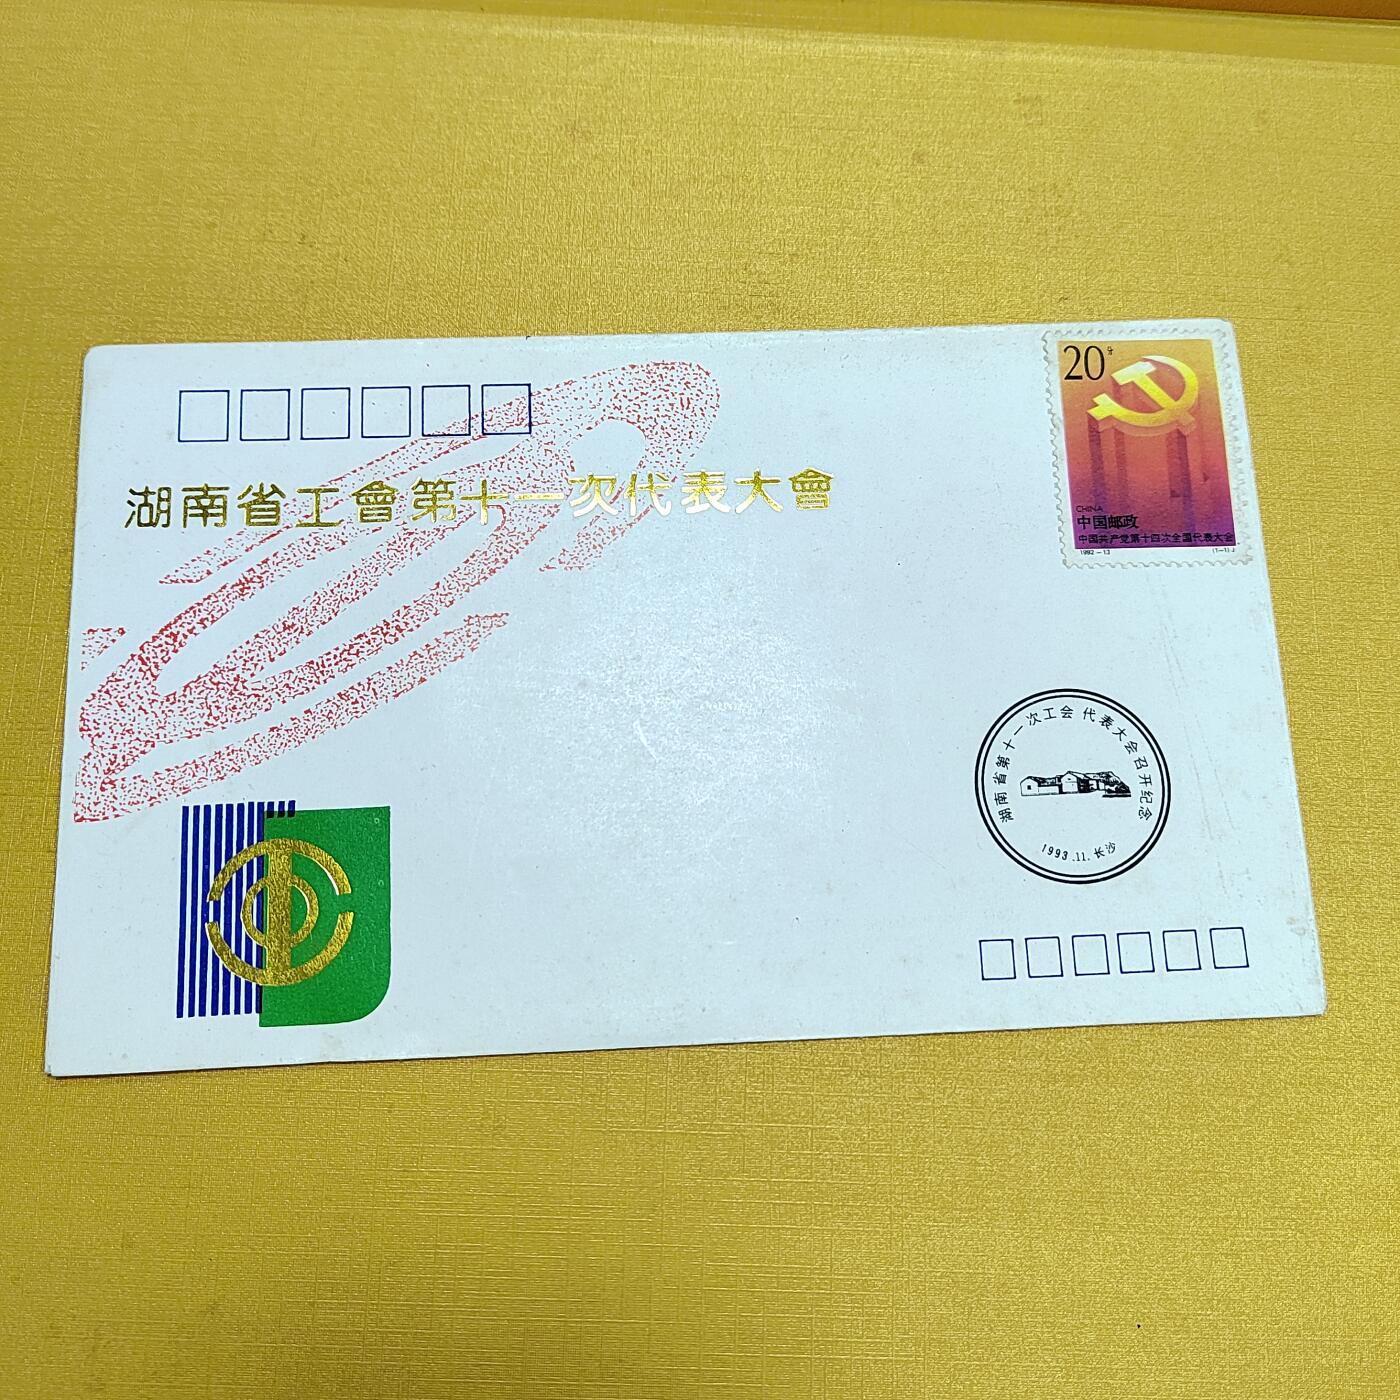 湖南省工會第十一次代表大會
20分
CHINA
中国邮政
中国共产党第十四次全国代表大会
1992-13
(1-1)J
湖南省第十一次工会代表大会召开纪念
1993.11.长沙